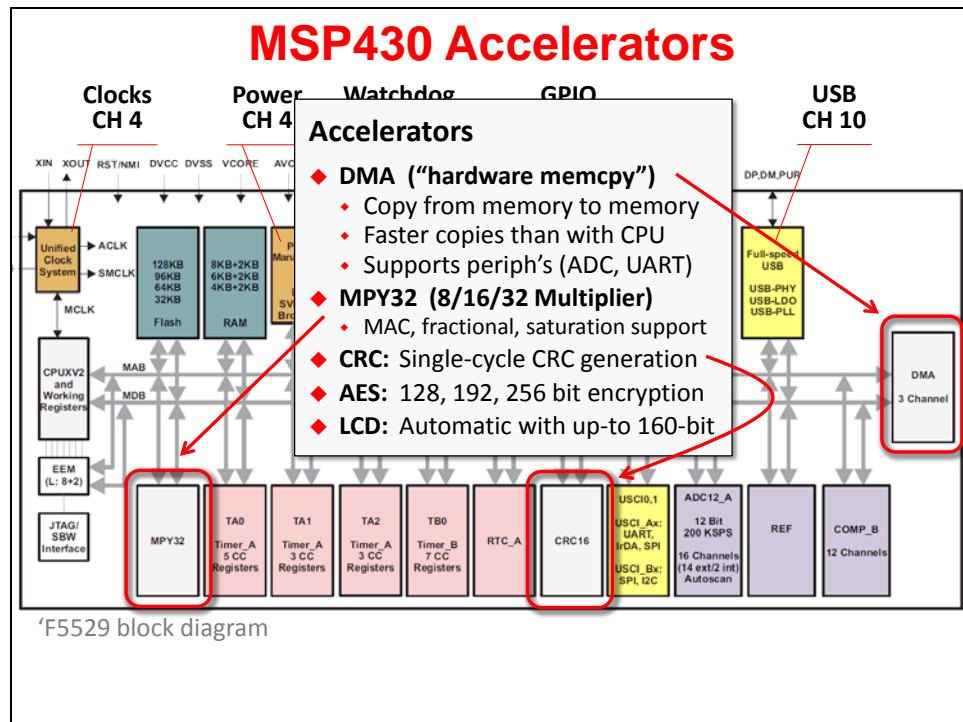 MSP430 Accelerators
Clocks
CH 4
Power
CH 4
Watchdog
GPIO
USB
CH 10
XIN
XOUT
RST/NMI
DVCC
DVSS
VCORE
DP,DM,PUR
Accelerators
DMA ("hardware memcpy")
Copy from memory to memory
Faster copies than with CPU
Supports periph's (ADC, UART)
MPY32 (8/16/32 Multiplier)
MAC, fractional, saturation support
CRC: Single-cycle CRC generation
AES: 128, 192, 256 bit encryption
LCD: Automatic with up-to 160-bit
Unified
Clock
System
ACLK
SMCLK
MCLK
128KB
96KB
64KB
32KB
Flash
8KB+2KB
6KB+2KB
4KB+2KB
RAM
Full-speed
USB
USB-PHY
USB-LDO
USB-PLL
CPUXV2
and
Working
Registers
MAB
MDB
DMA
3 Channel
EEM
(L: 8+2)
JTAG/
SBW
Interface
MPY32
TA0
Timer_A
5 CC
Registers
TA1
Timer_A
3 CC
Registers
TA2
Timer_A
3 CC
Registers
TB0
Timer_B
7 CC
Registers
RTC_A
CRC16
USCI0,1
USCI_Ax:
UART,
IrDA, SPI
USCI_Bx:
SPI, I2C
ADC12_A
12 Bit
200 KSPS
16 Channels
(14 ext/2 int)
Autoscan
REF
COMP_B
12 Channels
'F5529 block diagram